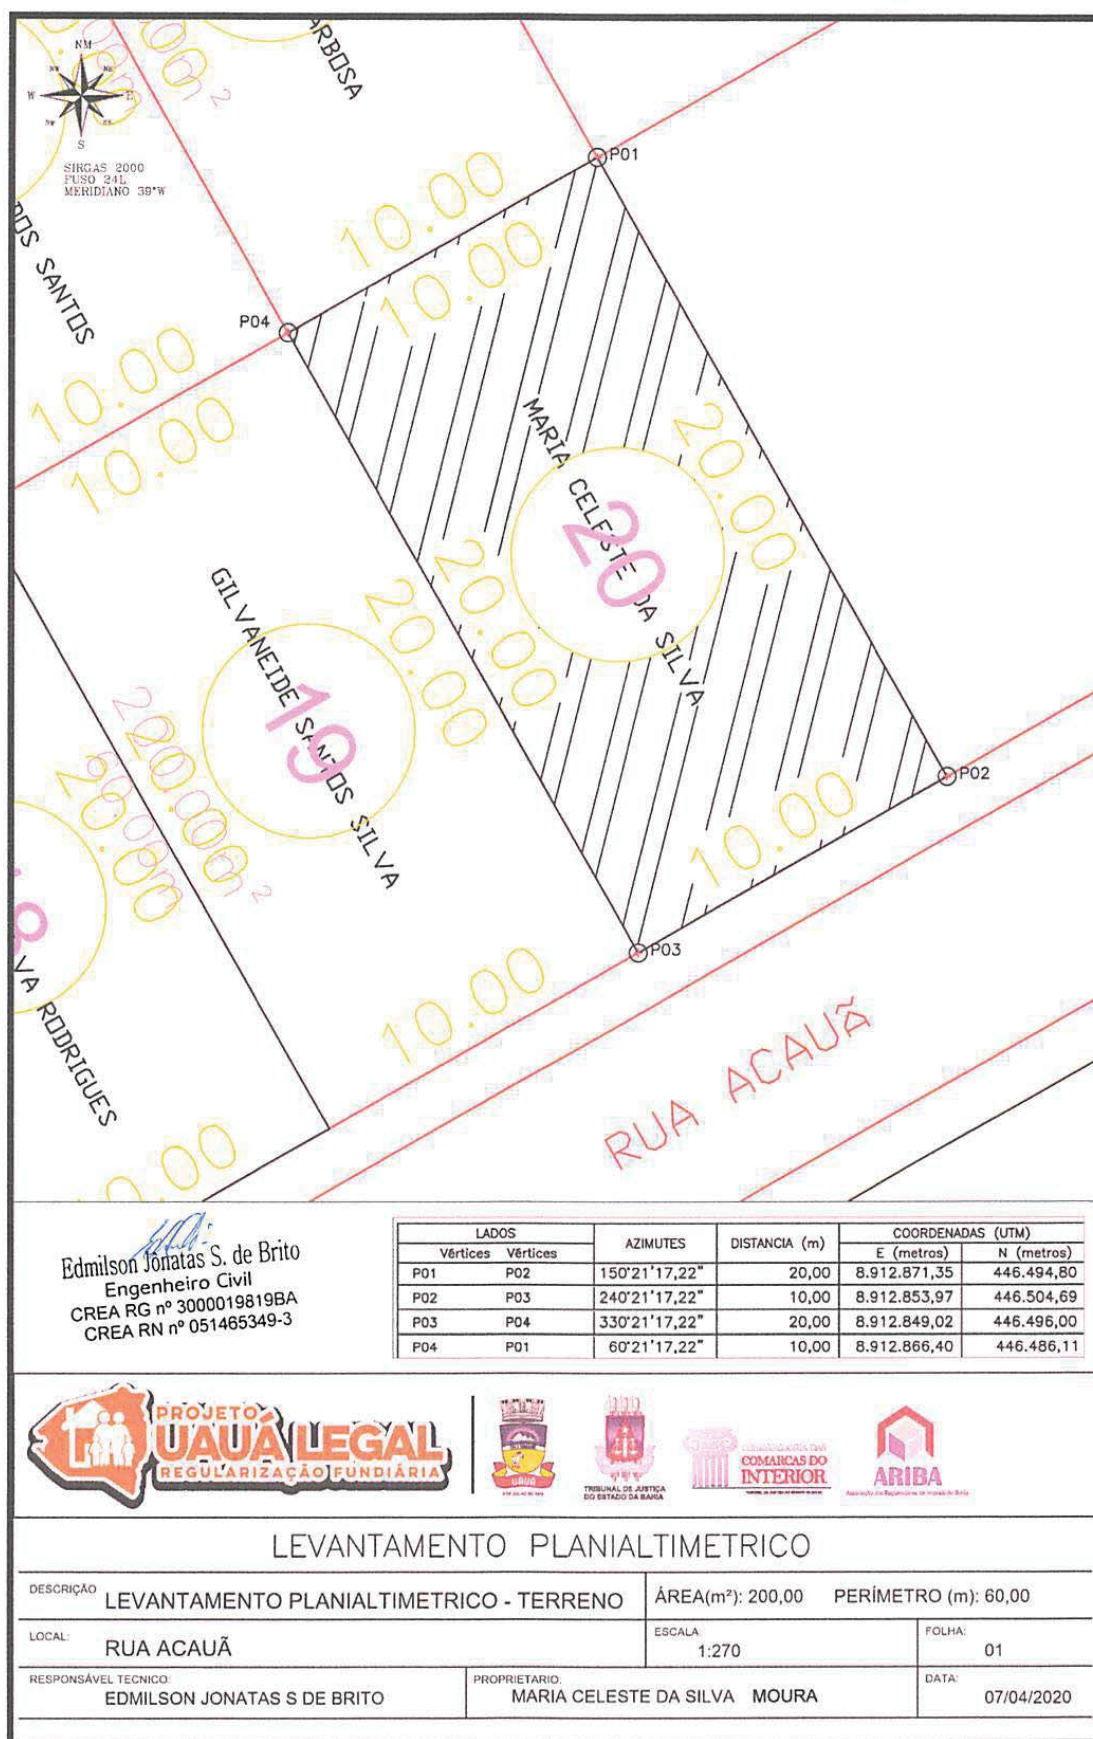 ARBOSA
NM
W
E
S
SIRGAS 2000
FUSO 24L
MERIDIANO 39°W
DOS SANTOS
P01
10.00
10.00
P04
10.00
10.00
MARIA CELESTE DA SILVA
20
20.00
20.00
20.00
GILVANEIDE SANTOS SILVA
19
20.00
20.00
P02
10.00
P03
10.00
VA RODRIGUES
10.00
RUA ACAUÃ
Edmilson Jonatas S. de Brito
Engenheiro Civil
CREA RG nº 3000019819BA
CREA RN nº 051465349-3
LADOS AZIMUTES DISTANCIA (m) COORDENADAS (UTM)
Vértices Vértices E (metros) N (metros)
P01 P02 150°21'17,22" 20,00 8.912.871,35 446.494,80
P02 P03 240°21'17,22" 10,00 8.912.853,97 446.504,69
P03 P04 330°21'17,22" 20,00 8.912.849,02 446.496,00
P04 P01 60°21'17,22" 10,00 8.912.866,40 446.486,11
PROJETO
UAUÁ LEGAL
REGULARIZAÇÃO FUNDIÁRIA
UAUÁ
TRIBUNAL DE JUSTIÇA
DO ESTADO DA BAHIA
COMARCAS DO
INTERIOR
ARIBA
LEVANTAMENTO PLANIALTIMETRICO
DESCRIÇÃO LEVANTAMENTO PLANIALTIMETRICO - TERRENO
ÁREA(m²): 200,00 PERÍMETRO (m): 60,00
LOCAL: RUA ACAUÃ
ESCALA 1:270
FOLHA: 01
RESPONSÁVEL TECNICO: EDMILSON JONATAS S DE BRITO
PROPRIETARIO: MARIA CELESTE DA SILVA MOURA
DATA: 07/04/2020